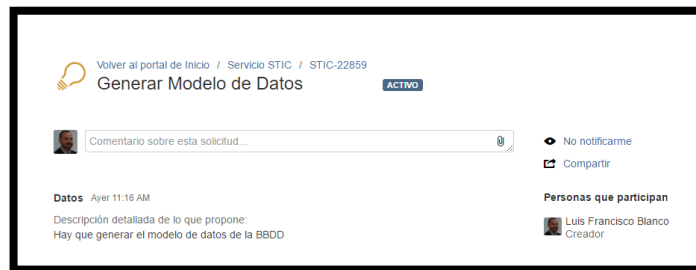 Volver al portal de Inicio / Servicio STIC / STIC-22859
Generar Modelo de Datos ACTIVO
Comentario sobre esta solicitud...
No notificarme
Compartir
Datos Ayer 11:16 AM
Descripción detallada de lo que propone:
Hay que generar el modelo de datos de la BBDD
Personas que participan
Luis Francisco Blanco
Creador